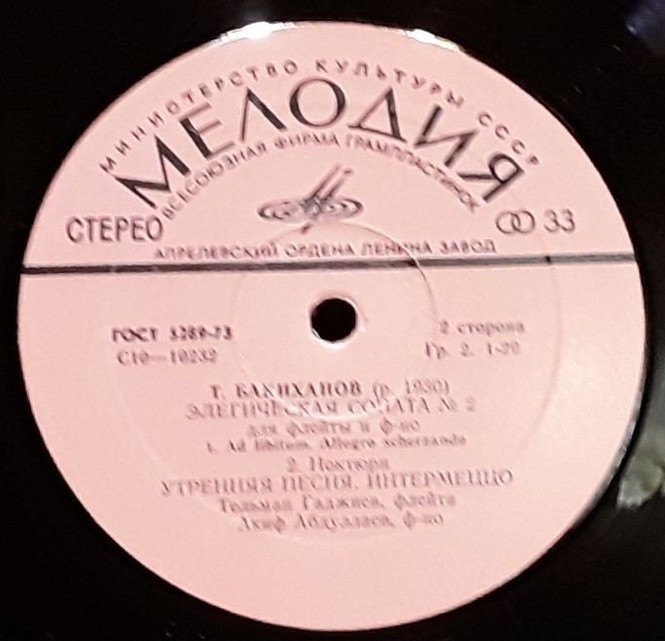 МИНИСТЕРСТВО КУЛЬТУРЫ СССР
МЕЛОДИЯ
ВСЕСОЮЗНАЯ ФИРМА ГРАМПЛАСТИНОК
СТЕРЕО
33
АПРЕЛЕВСКИЙ ОРДЕНА ЛЕНИНА ЗАВОД
ГОСТ 5289-73
2 сторона
С10—10232
Гр. 2. 1-20
Т. БАКИХАНОВ (р. 1930)
ЭЛЕГИЧЕСКАЯ СОНАТА № 2
для флейты и ф-но
1. Ad libitum. Allegro scherzando
2. Ноктюрн
УТРЕННЯЯ ПЕСНЯ. ИНТЕРМЕЦЦО
Тельман Гаджиев, флейта
Акиф Абдуллаев, ф-но